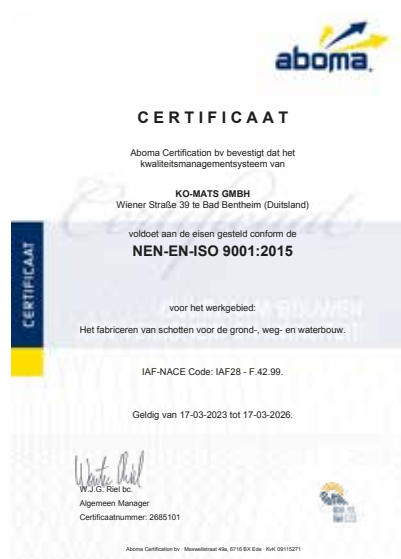 aboma
CERTIFICAAT
Aboma Certification bv bevestigt dat het
kwaliteitsmanagementsysteem van
KO-MATS GMBH
Wiener Straße 39 te Bad Bentheim (Duitsland)
voldoet aan de eisen gesteld conform de
NEN-EN-ISO 9001:2015
CERTIFICAAT
voor het werkgebied:
Het fabriceren van schotten voor de grond-, weg- en waterbouw.
IAF-NACE Code: IAF28 - F.42.99.
Geldig van 17-03-2023 tot 17-03-2026.
W.J.G. Riel bc.
Algemeen Manager
Certificaatnummer: 2685101
Aboma Certification bv - Maxwellstraat 49a, 6716 BX Ede - KvK 09115271